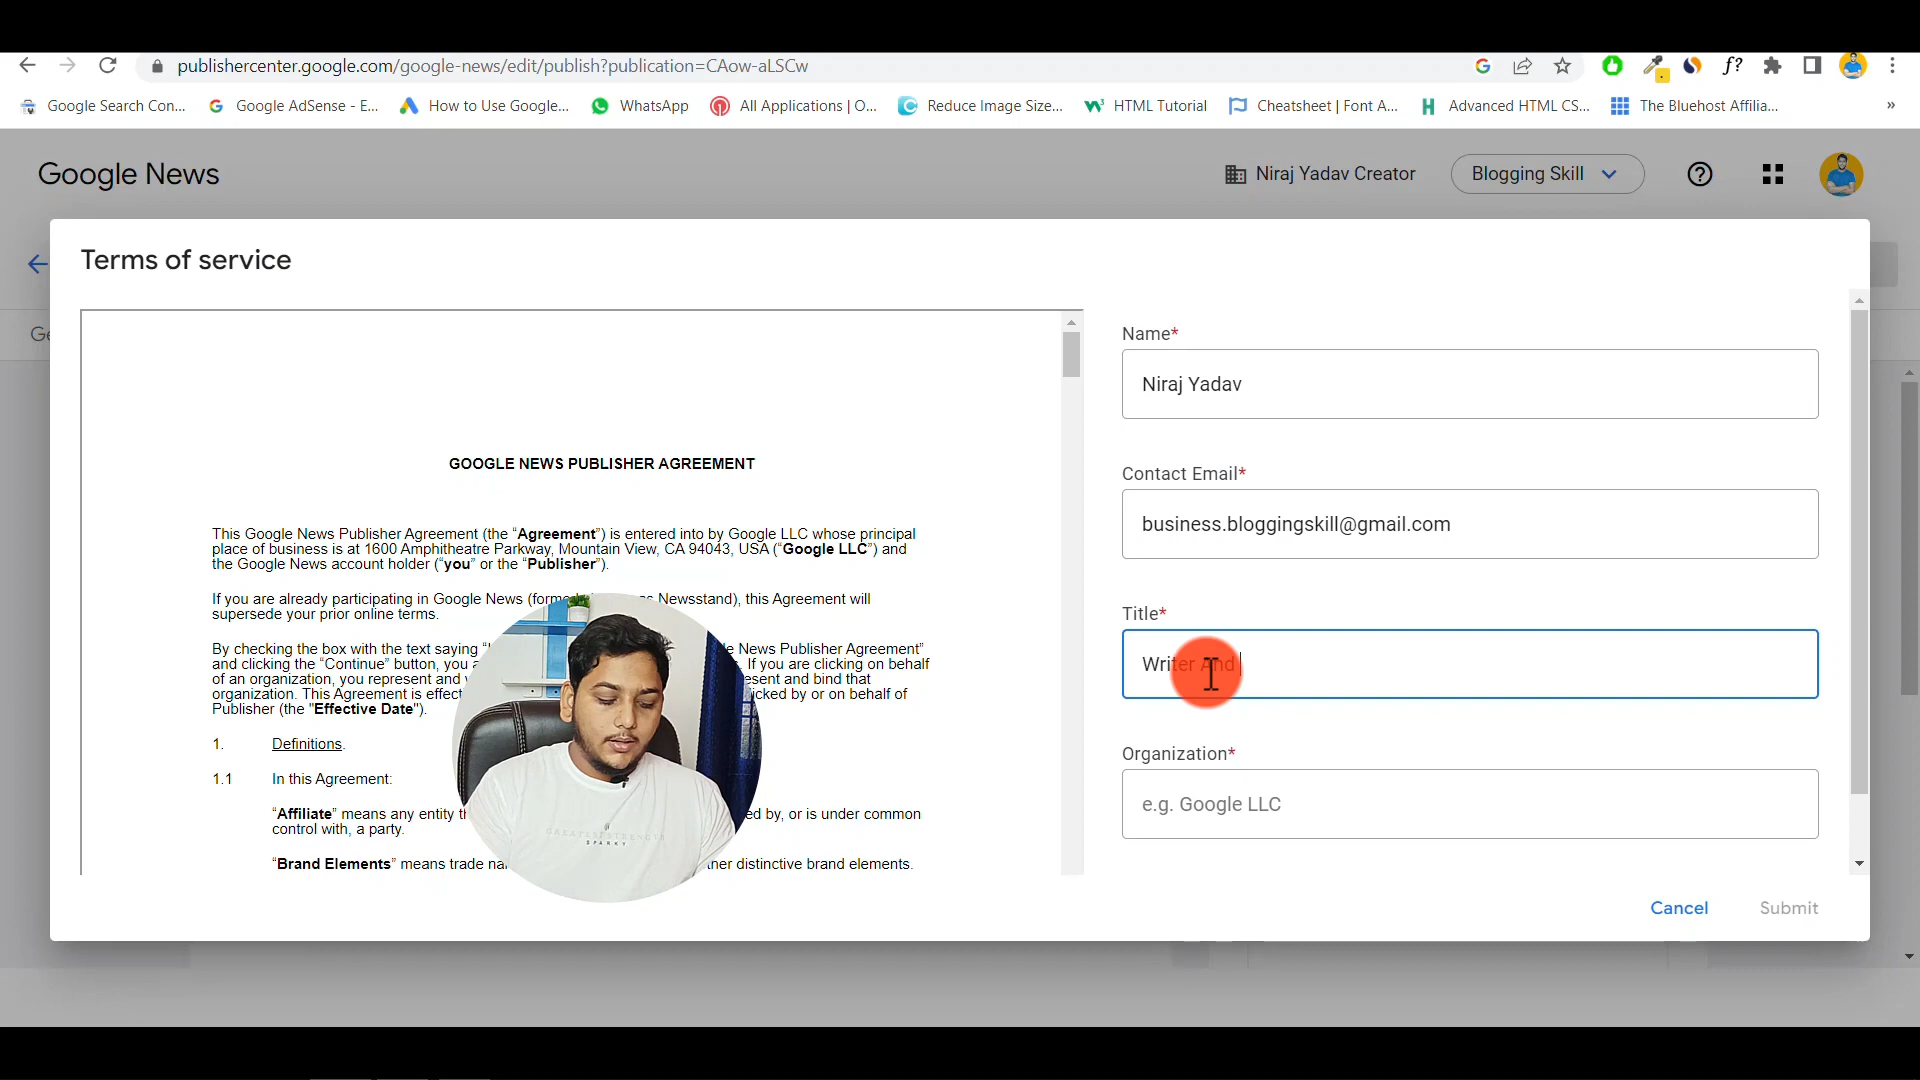 publishercenter.google.com/google-news/edit/publish?publication=CAow-aLSCw
Google Search Con...
Google AdSense - E...
How to Use Google...
WhatsApp
All Applications | O...
Reduce Image Size...
HTML Tutorial
Cheatsheet | Font A...
Advanced HTML CS...
The Bluehost Affilia...
»
Google News
Niraj Yadav Creator
Blogging Skill
Terms of service
Ge
GOOGLE NEWS PUBLISHER AGREEMENT
This Google News Publisher Agreement (the “Agreement”) is entered into by Google LLC whose principal
place of business is at 1600 Amphitheatre Parkway, Mountain View, CA 94043, USA (“Google LLC”) and
the Google News account holder (“you” or the “Publisher”).
If you are already participating in Google News (form Newsstand), this Agreement will
supersede your prior online terms.
By checking the box with the text saying News Publisher Agreement”
and clicking the “Continue” button, you If you are clicking on behalf
of an organization, you represent and and bind that
organization. This Agreement is by or on behalf of
Publisher (the "Effective Date").
1. Definitions.
1.1 In this Agreement:
“Affiliate” means any entity by, or is under common
control with, a party.
“Brand Elements” means trade distinctive brand elements.
SPARKY
Name*
Niraj Yadav
Contact Email*
business.bloggingskill@gmail.com
Title*
Writer And
Organization*
e.g. Google LLC
Cancel
Submit